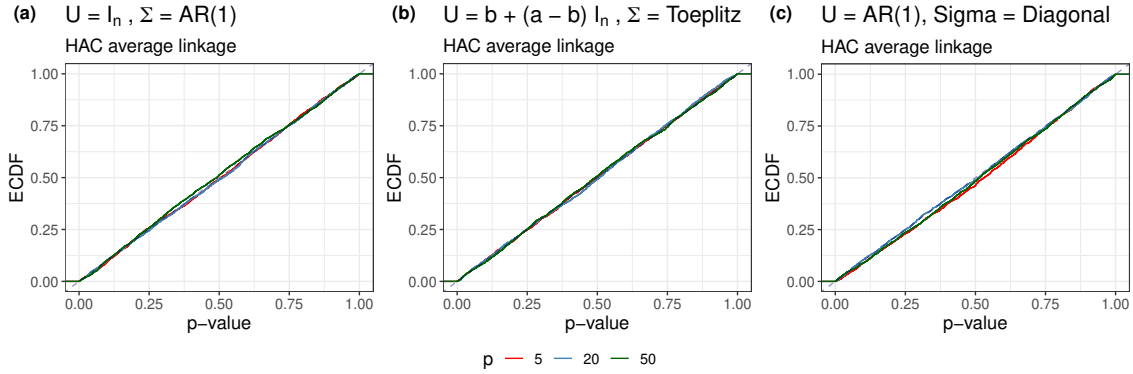 (a) U = Iₙ , Σ = AR(1)
HAC average linkage
1.00
0.75
0.50
0.25
0.00
ECDF
0.00 0.25 0.50 0.75 1.00
p−value
(b) U = b + (a − b) Iₙ , Σ = Toeplitz
HAC average linkage
1.00
0.75
0.50
0.25
0.00
ECDF
0.00 0.25 0.50 0.75 1.00
p−value
(c) U = AR(1), Sigma = Diagonal
HAC average linkage
1.00
0.75
0.50
0.25
0.00
ECDF
0.00 0.25 0.50 0.75 1.00
p−value
p 5 20 50